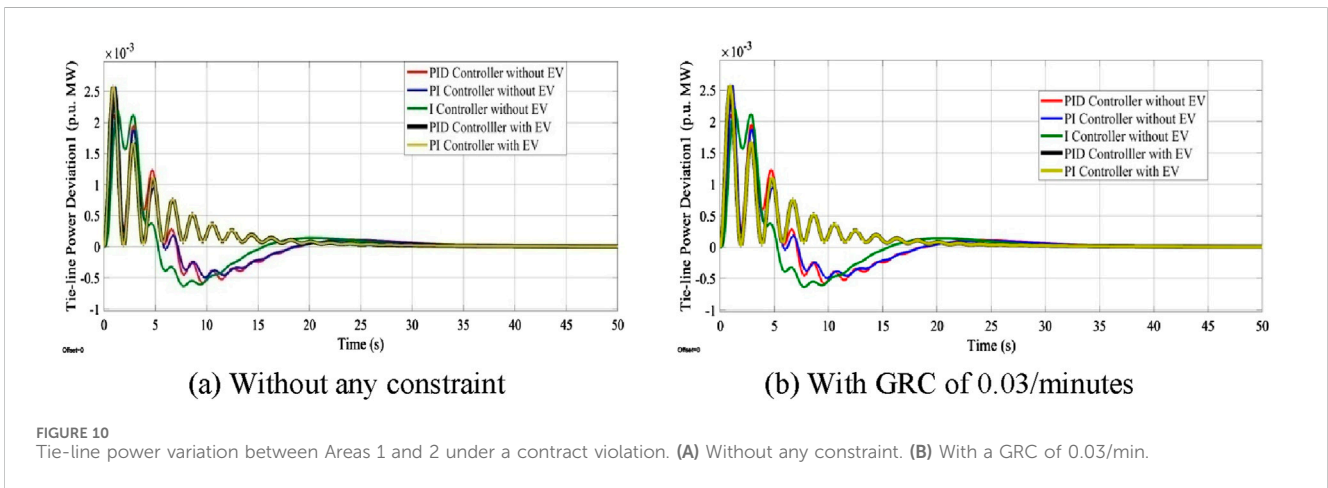 ×10⁻³
2.5
2
1.5
1
0.5
0
-0.5
-1
Tie-line Power Deviation1 (p.u. MW)
PID Controller without EV
PI Controller without EV
I Controller without EV
PID Controlller with EV
PI Controller with EV
0 5 10 15 20 25 30 35 40 45 50
Time (s)
Offset=0
(a) Without any constraint
×10⁻³
2.5
2
1.5
1
0.5
0
-0.5
-1
Tie-line Power Deviation1 (p.u. MW)
PID Controller without EV
PI Controller without EV
I Controller without EV
PID Controlller with EV
PI Controller with EV
0 5 10 15 20 25 30 35 40 45 50
Time (s)
Offset=0
(b) With GRC of 0.03/minutes
FIGURE 10
Tie-line power variation between Areas 1 and 2 under a contract violation. (A) Without any constraint. (B) With a GRC of 0.03/min.